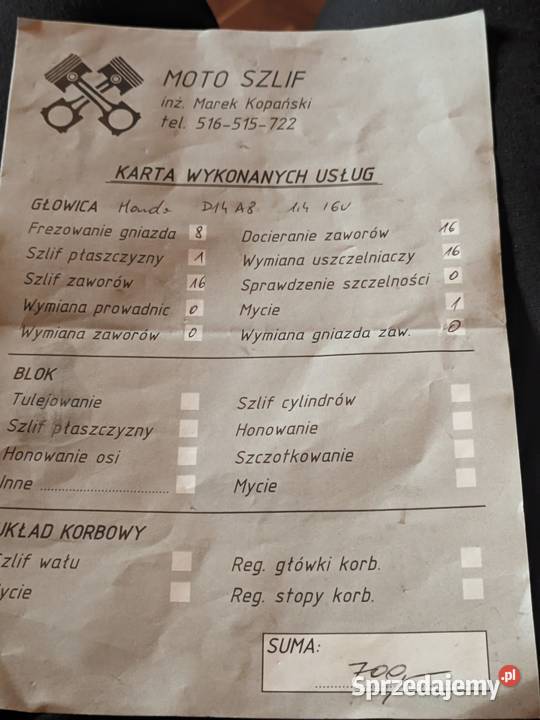 MOTO SZLIF
inż. Marek Kopański
tel. 516-515-722
KARTA WYKONANYCH USŁUG
GŁOWICA Honda D14A8 1.4 16V
Frezowanie gniazda 8
Docieranie zaworów 16
Szlif płaszczyzny 1
Wymiana uszczelniaczy 16
Szlif zaworów 16
Sprawdzenie szczelności 0
Wymiana prowadnic 0
Mycie 1
Wymiana zaworów 0
Wymiana gniazda zaw. 0
BLOK
Tulejowanie
Szlif cylindrów
Szlif płaszczyzny
Honowanie
Honowanie osi
Szczotkowanie
Inne
Mycie
UKŁAD KORBOWY
Szlif wału
Reg. główki korb.
ycie
Reg. stopy korb.
SUMA:
700,-
Sprzedajemy.pl